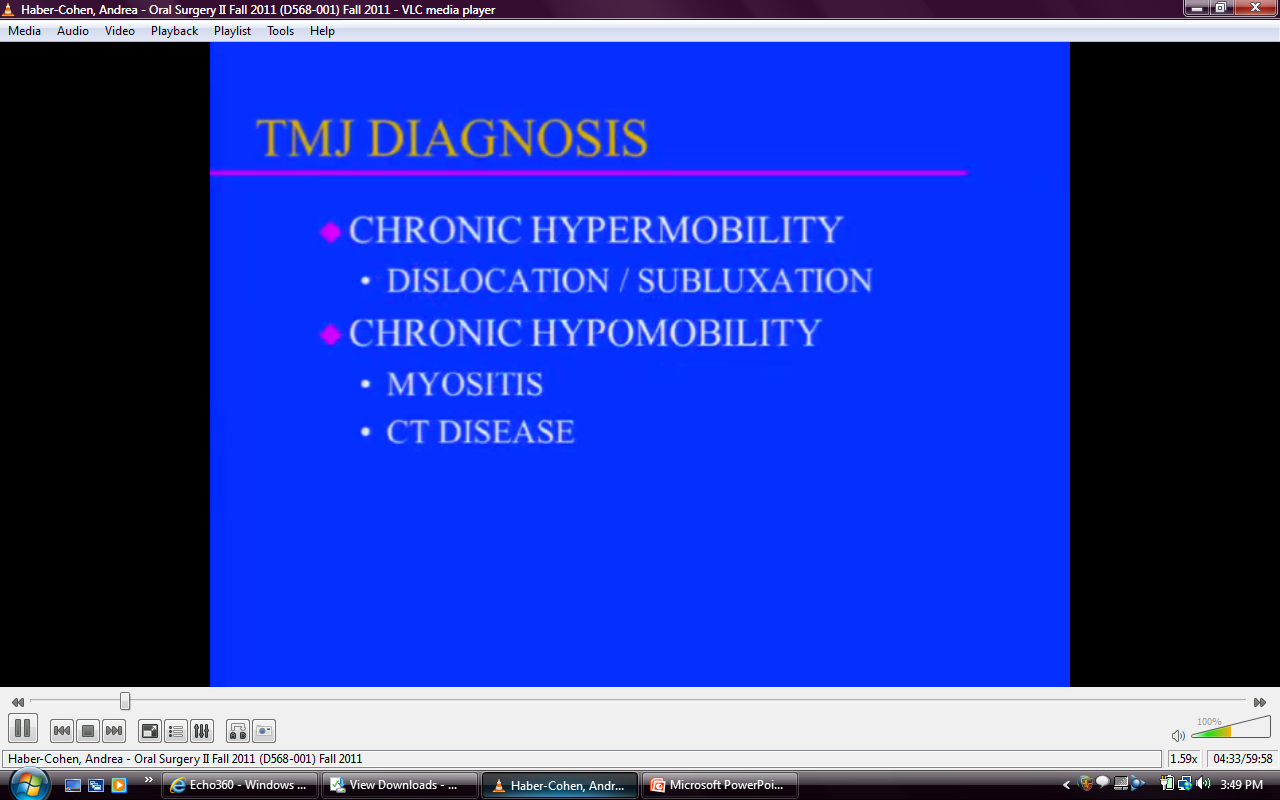 Haber-Cohen, Andrea - Oral Surgery II Fall 2011 (D568-001) Fall 2011 - VLC media player
Media Audio Video Playback Playlist Tools Help
TMJ DIAGNOSIS
CHRONIC HYPERMOBILITY
• DISLOCATION / SUBLUXATION
CHRONIC HYPOMOBILITY
• MYOSITIS
• CT DISEASE
100%
Haber-Cohen, Andrea - Oral Surgery II Fall 2011 (D568-001) Fall 2011 1.59x 04:33/59:58
Echo360 - Windows ... View Downloads - ... Haber-Cohen, Andr... Microsoft PowerPoi... 3:49 PM